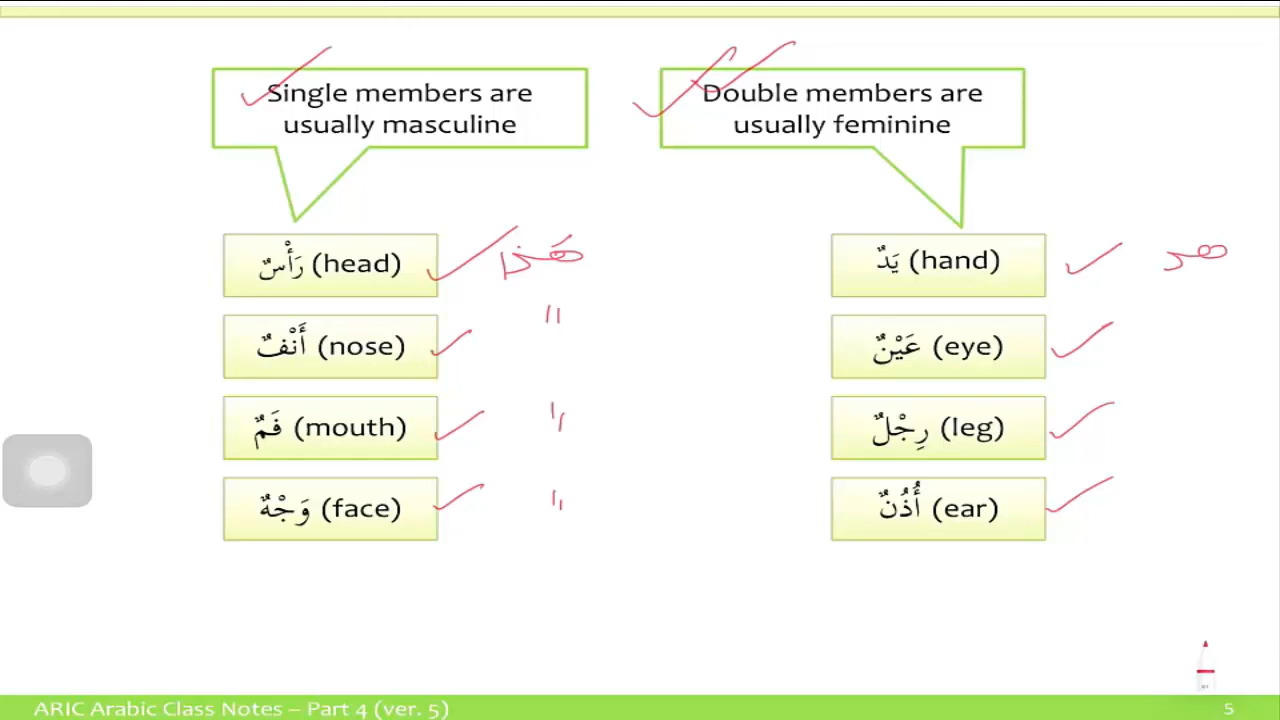 Single members are
usually masculine
رَأْسٌ (head)
هَذا
أَنْفٌ (nose)
"
فَمٌ (mouth)
"
وَجْهٌ (face)
"
Double members are
usually feminine
يَدٌ (hand)
عَيْنٌ (eye)
رِجْلٌ (leg)
أُذُنٌ (ear)
ARIC Arabic Class Notes – Part 4 (ver. 5)
5